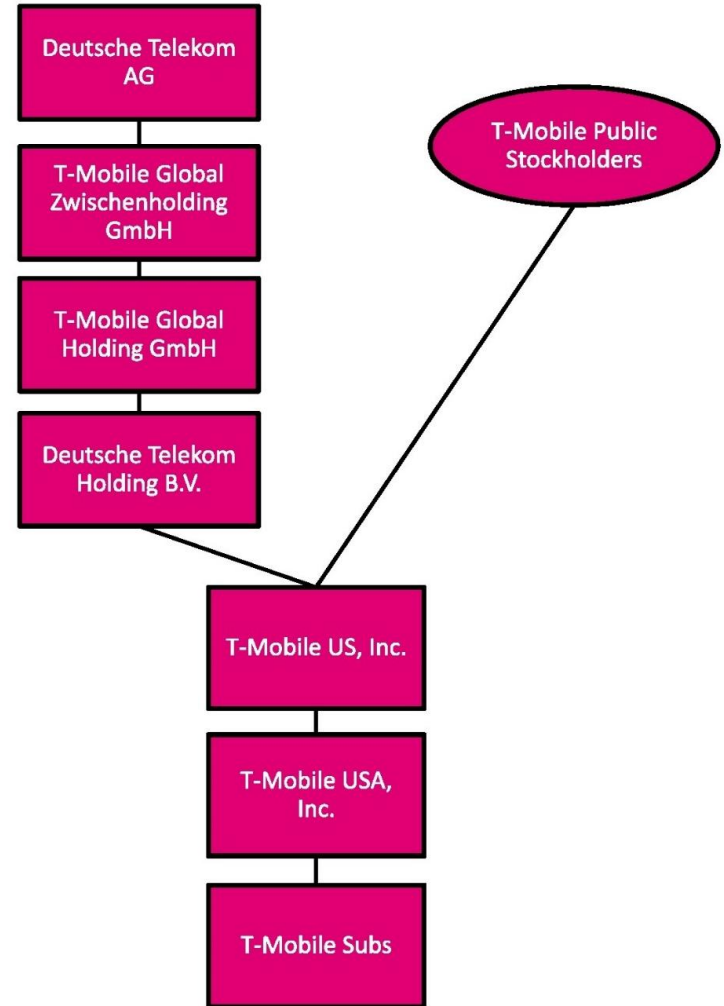 Deutsche Telekom
AG
T-Mobile Public
Stockholders
T-Mobile Global
Zwischenholding
GmbH
T-Mobile Global
Holding GmbH
Deutsche Telekom
Holding B.V.
T-Mobile US, Inc.
T-Mobile USA,
Inc.
T-Mobile Subs